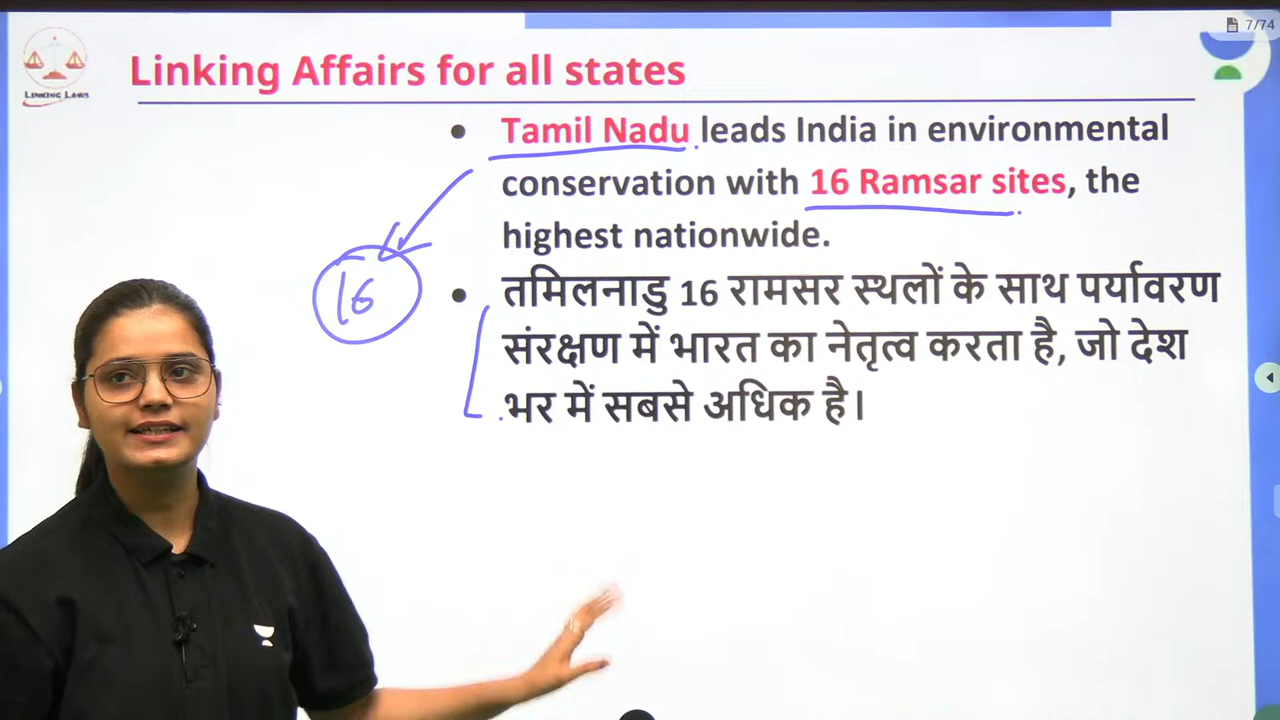 7/74
LINKING LAWS
Linking Affairs for all states
• Tamil Nadu leads India in environmental
conservation with 16 Ramsar sites, the
highest nationwide.
16
• तमिलनाडु 16 रामसर स्थलों के साथ पर्यावरण
संरक्षण में भारत का नेतृत्व करता है, जो देश
भर में सबसे अधिक है।